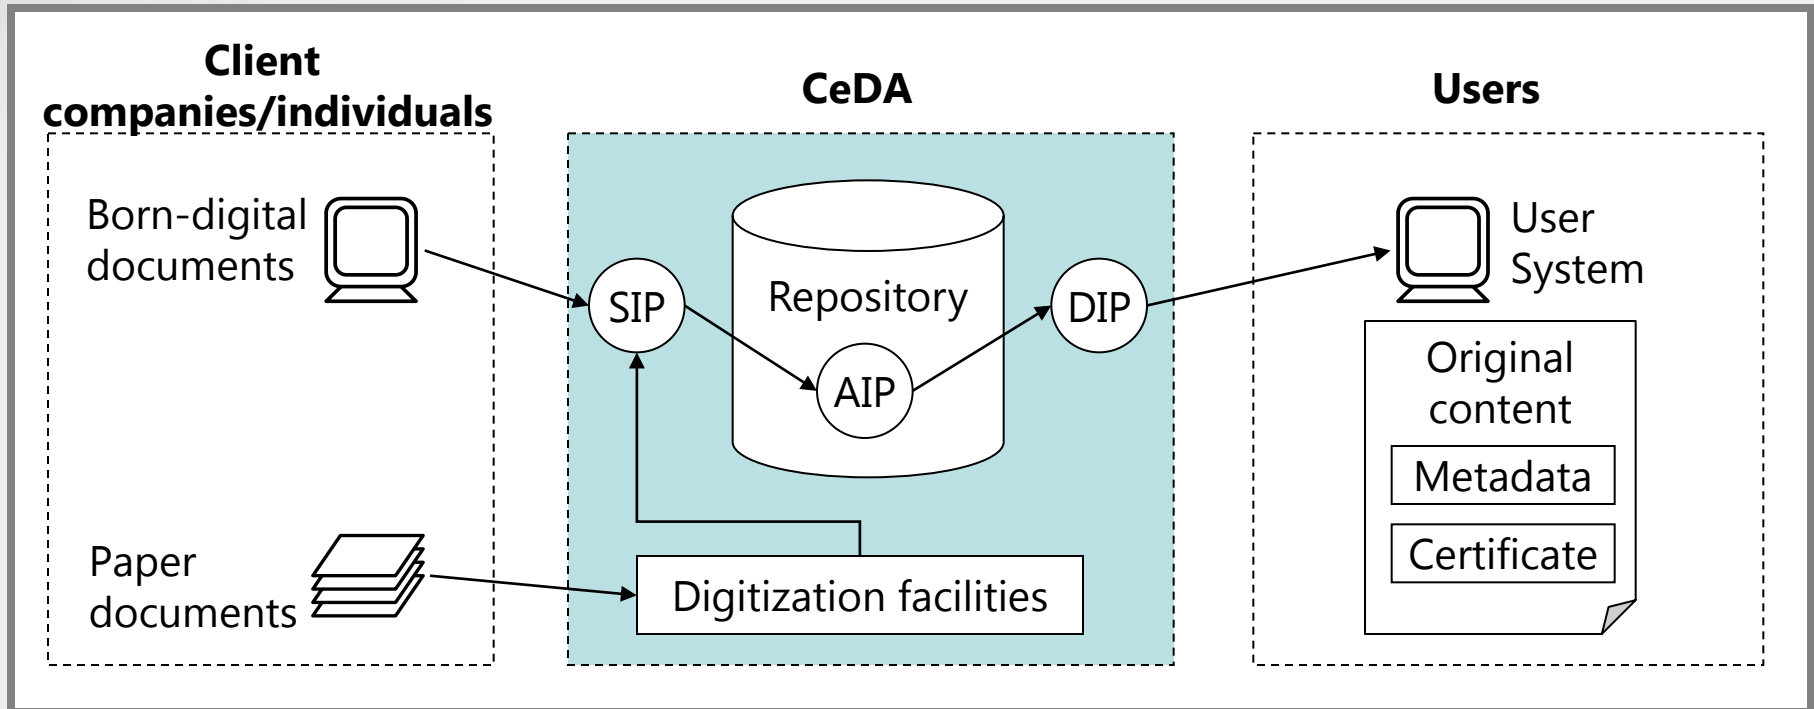 Client
companies/individuals
Born-digital
documents
Paper
documents
CeDA
SIP
Repository
AIP
DIP
Digitization facilities
Users
User
System
Original
content
Metadata
Certificate